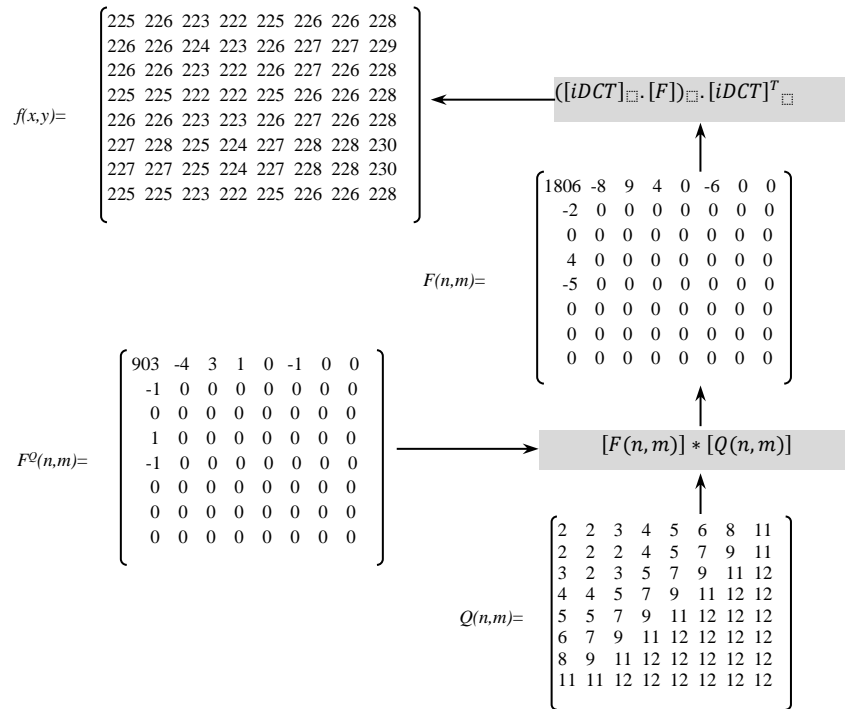 f(x,y)=
225 226 223 222 225 226 226 228
226 226 224 223 226 227 227 229
226 226 223 222 226 227 226 228
225 225 222 222 225 226 226 228
226 226 223 223 226 227 226 228
227 228 225 224 227 228 228 230
227 227 225 224 227 228 228 230
225 225 223 222 225 226 226 228
([iDCT]⬚.[F])⬚.[iDCT]ᵀ⬚
F(n,m)=
1806 -8 9 4 0 -6 0 0
-2 0 0 0 0 0 0 0
0 0 0 0 0 0 0 0
4 0 0 0 0 0 0 0
-5 0 0 0 0 0 0 0
0 0 0 0 0 0 0 0
0 0 0 0 0 0 0 0
0 0 0 0 0 0 0 0
F^Q(n,m)=
903 -4 3 1 0 -1 0 0
-1 0 0 0 0 0 0 0
0 0 0 0 0 0 0 0
1 0 0 0 0 0 0 0
-1 0 0 0 0 0 0 0
0 0 0 0 0 0 0 0
0 0 0 0 0 0 0 0
0 0 0 0 0 0 0 0
[F(n,m)] * [Q(n,m)]
Q(n,m)=
2 2 3 4 5 6 8 11
2 2 2 4 5 7 9 11
3 2 3 5 7 9 11 12
4 4 5 7 9 11 12 12
5 5 7 9 11 12 12 12
6 7 9 11 12 12 12 12
8 9 11 12 12 12 12 12
11 11 12 12 12 12 12 12